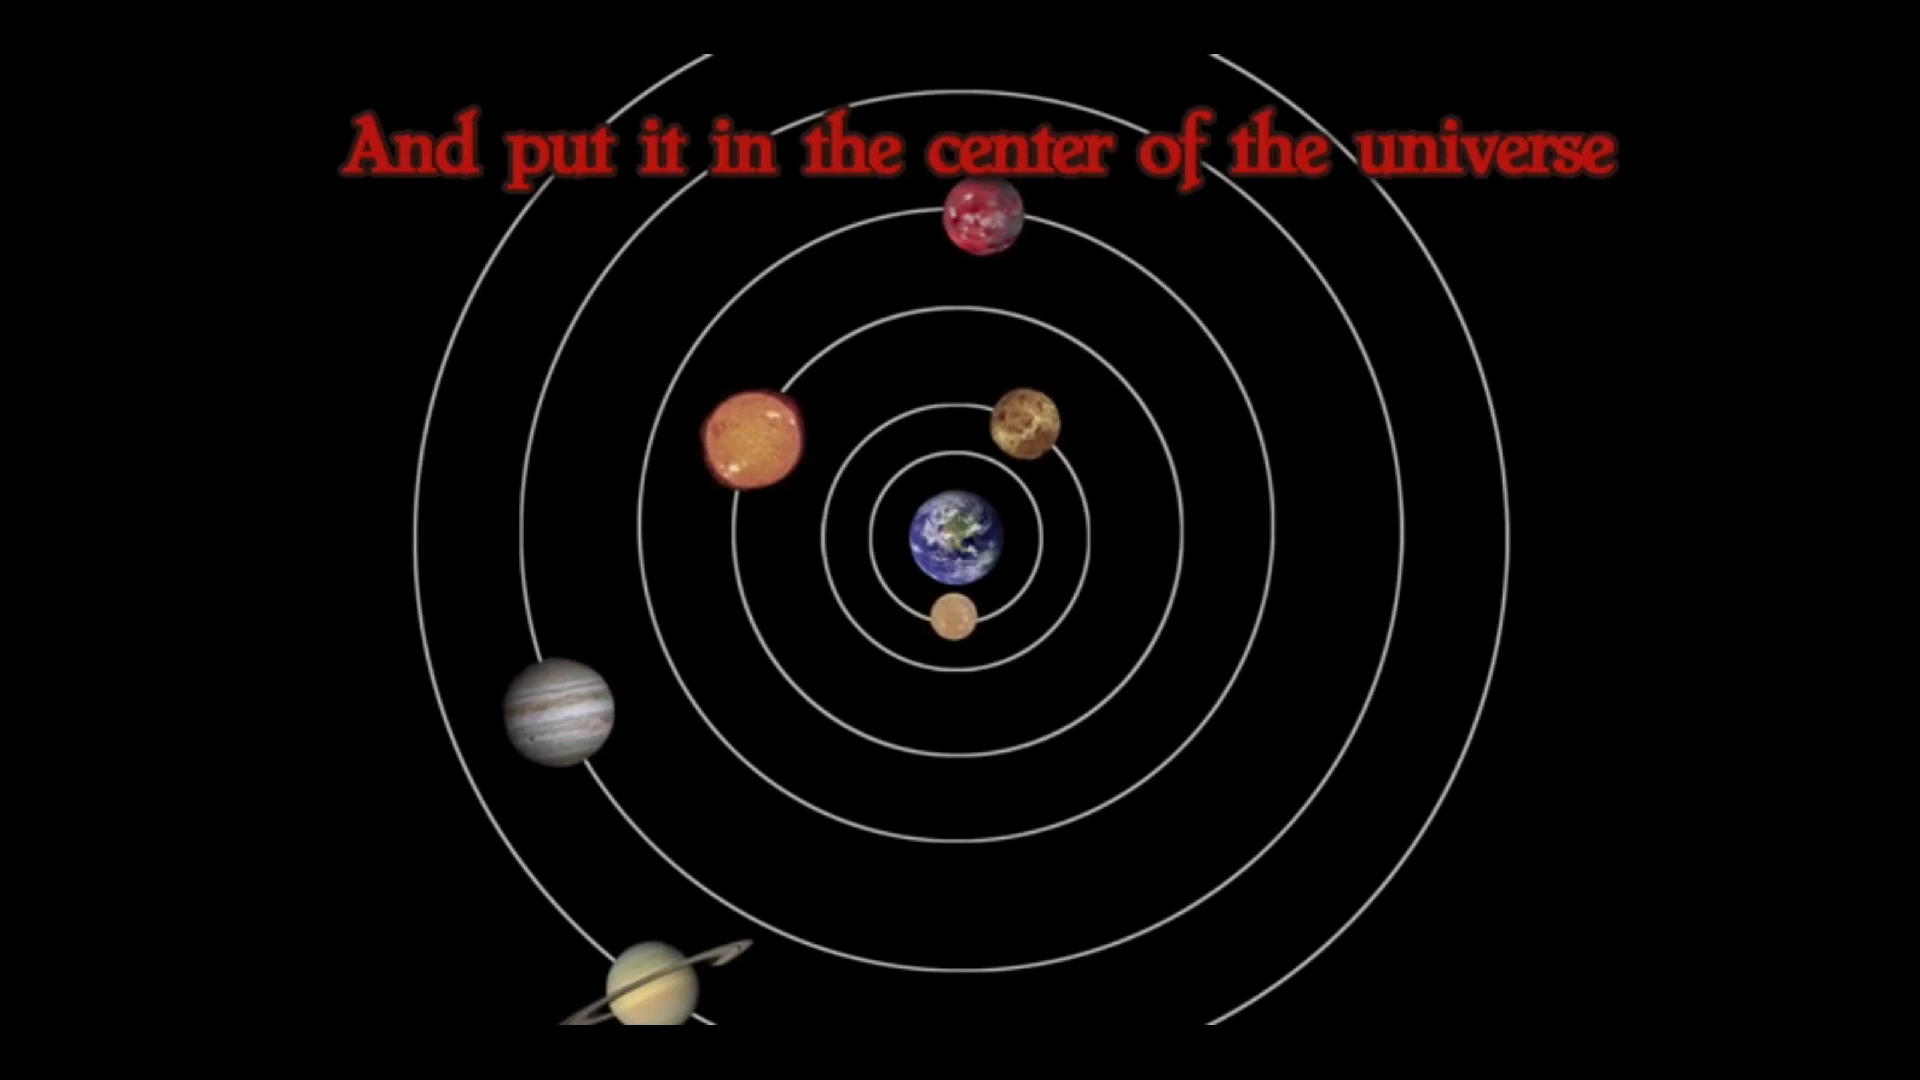 And put it in the center of the universe